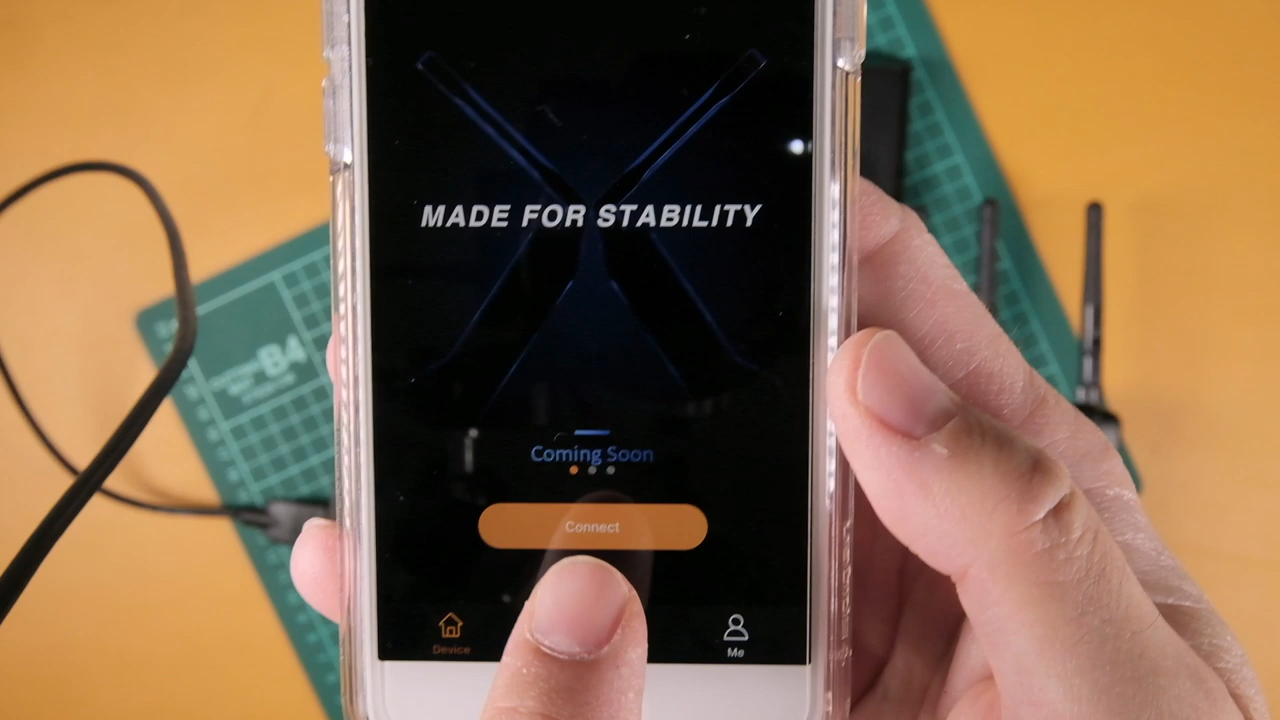 MADE FOR STABILITY
B4
Coming Soon
Connect
Device
Me